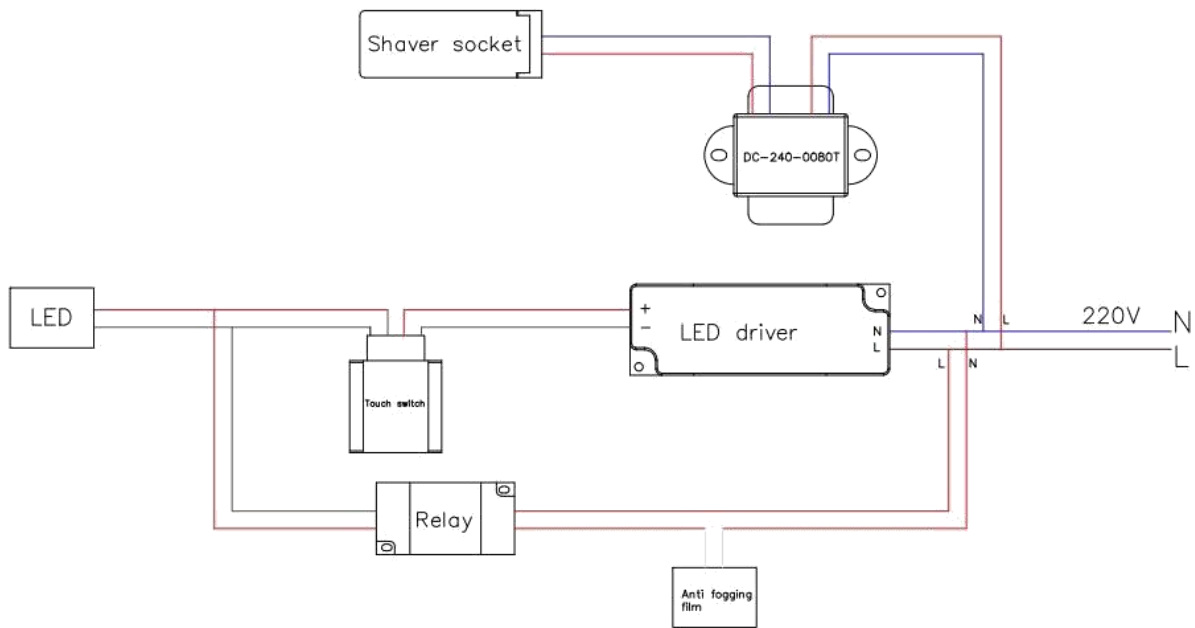 Shaver socket
DC-240-0080T
LED
+
-
LED driver
N
L
N L
220V
N
L
L N
Touch switch
Relay
Anti fogging
film